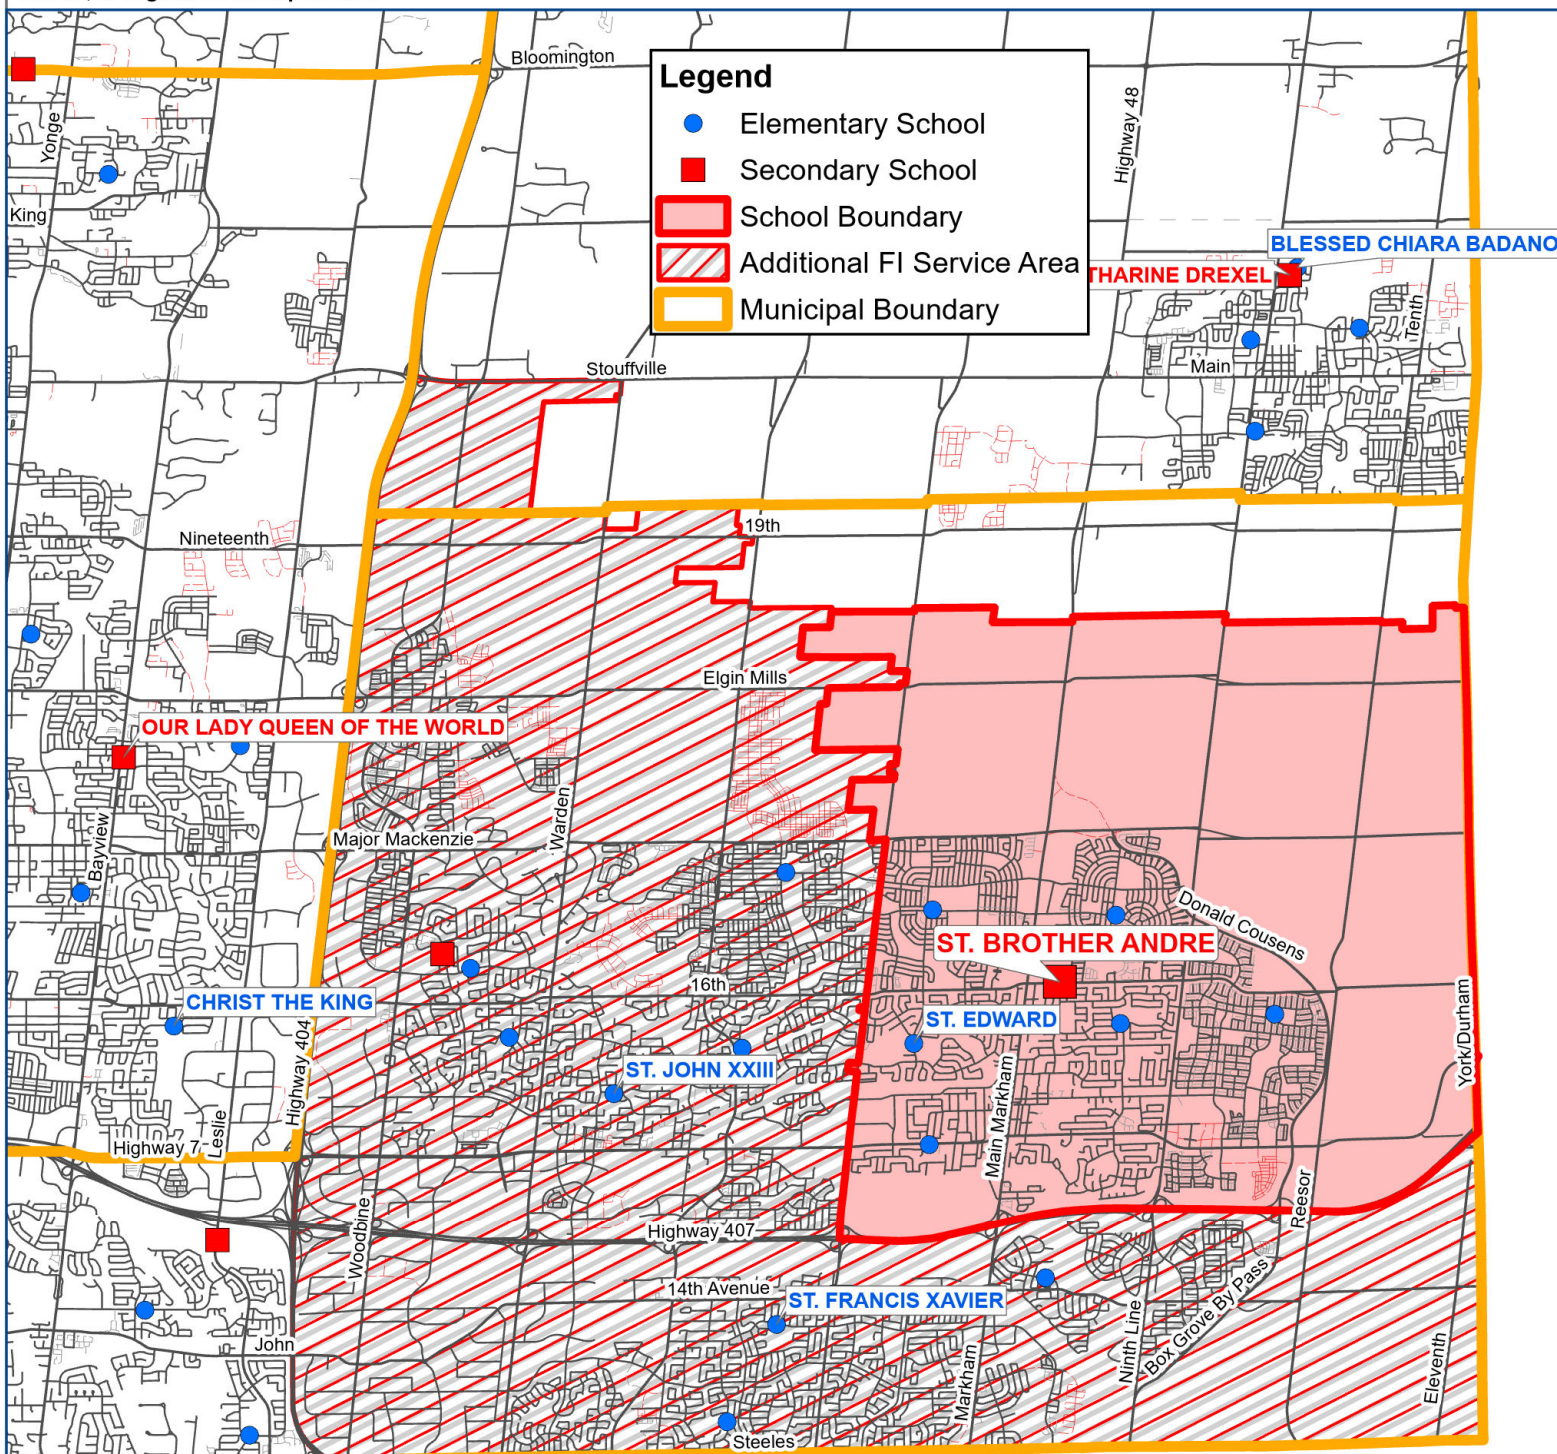 Bloomington
Legend
Elementary School
Secondary School
School Boundary
Additional FI Service Area
Municipal Boundary
Highway 48
Yonge
King
BLESSED CHIARA BADANO
THARINE DREXEL
Tenth
Main
Stouffville
19th
Nineteenth
Elgin Mills
OUR LADY QUEEN OF THE WORLD
Warden
Major Mackenzie
Bayview
Donald Cousens
ST. BROTHER ANDRE
16th
CHRIST THE KING
ST. EDWARD
York/Durham
Highway 404
ST. JOHN XXIII
Main Markham
Leslie
Highway 7
Reesor
Woodbine
Highway 407
14th Avenue
ST. FRANCIS XAVIER
Box Grove By Pass
Ninth Line
John
Markham
Eleventh
Steeles